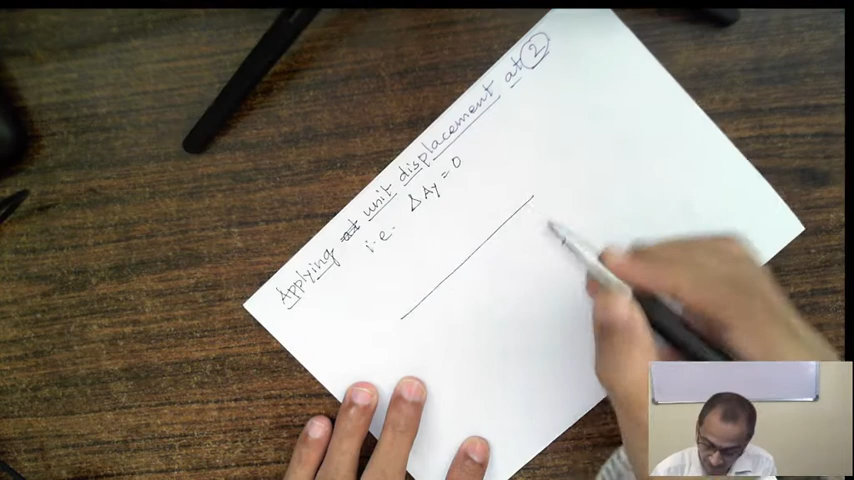 Applying at unit displacement at 2
i.e. ΔAy = 0